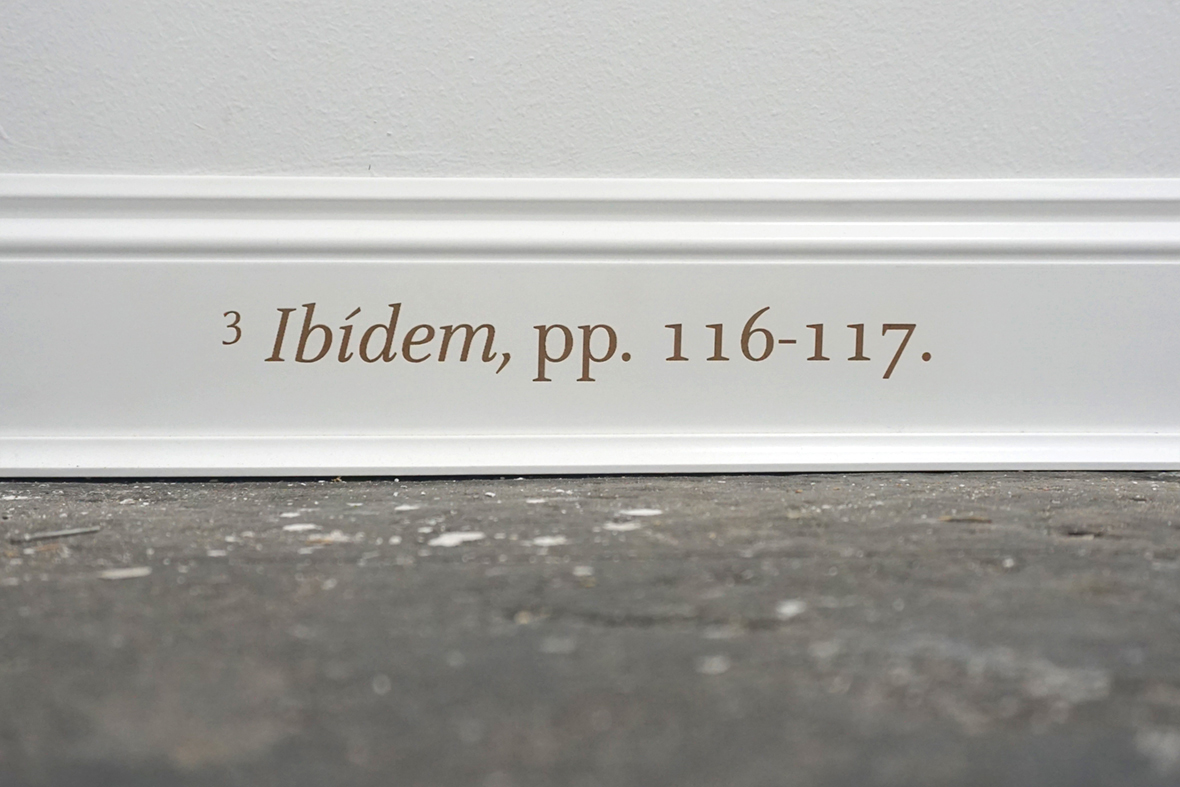 ³ Ibídem, pp. 116-117.